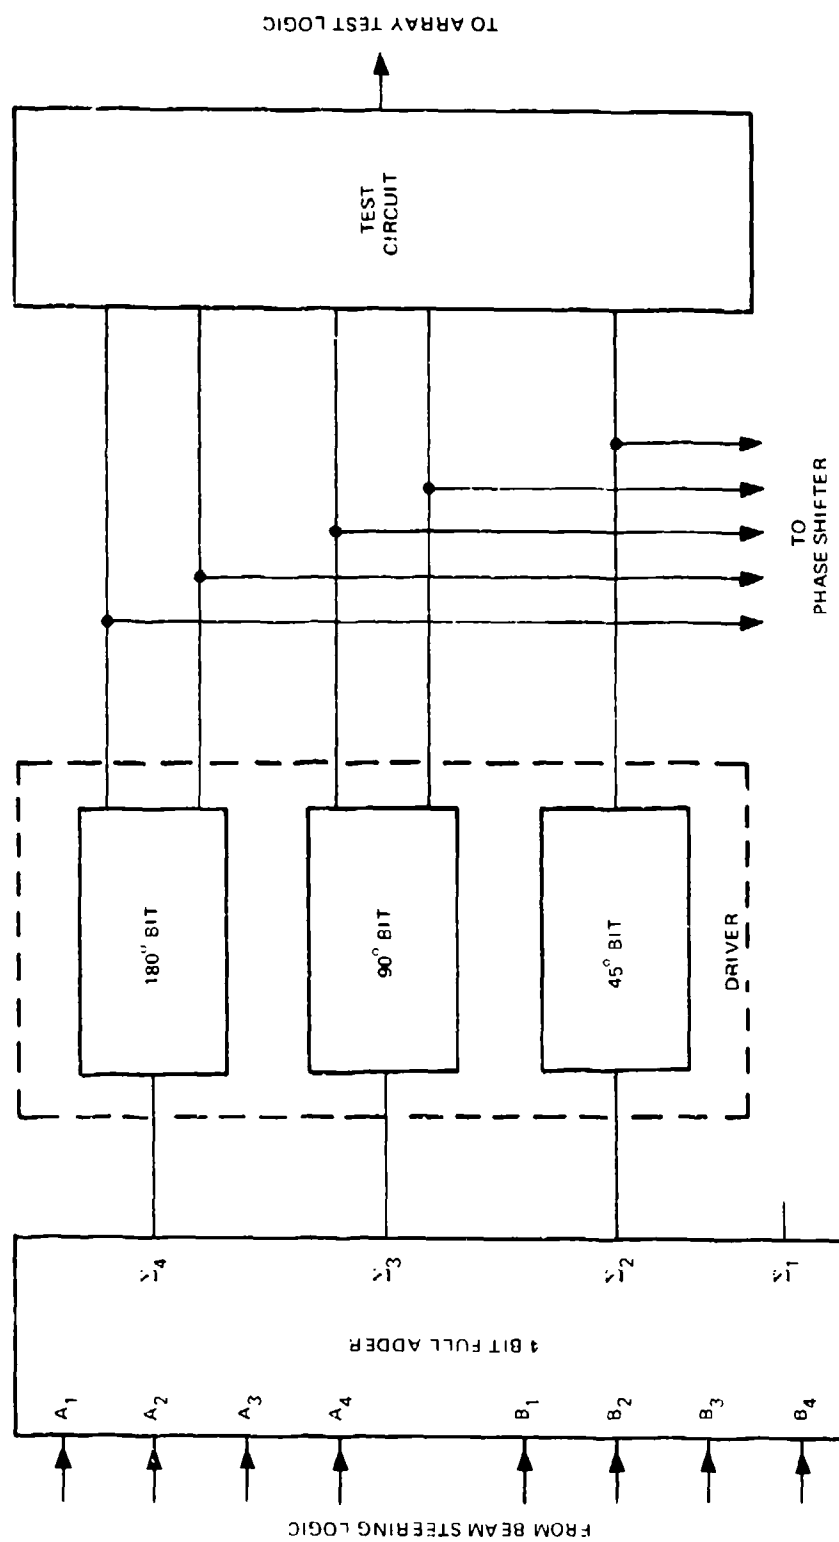 FROM BEAM STEERING LOGIC
A1
A2
A3
A4
B1
B2
B3
B4
4 BIT FULL ADDER
Σ4
Σ3
Σ2
Σ1
180° BIT
90° BIT
45° BIT
DRIVER
TO
PHASE SHIFTER
TEST
CIRCUIT
TO ARRAY TEST LOGIC